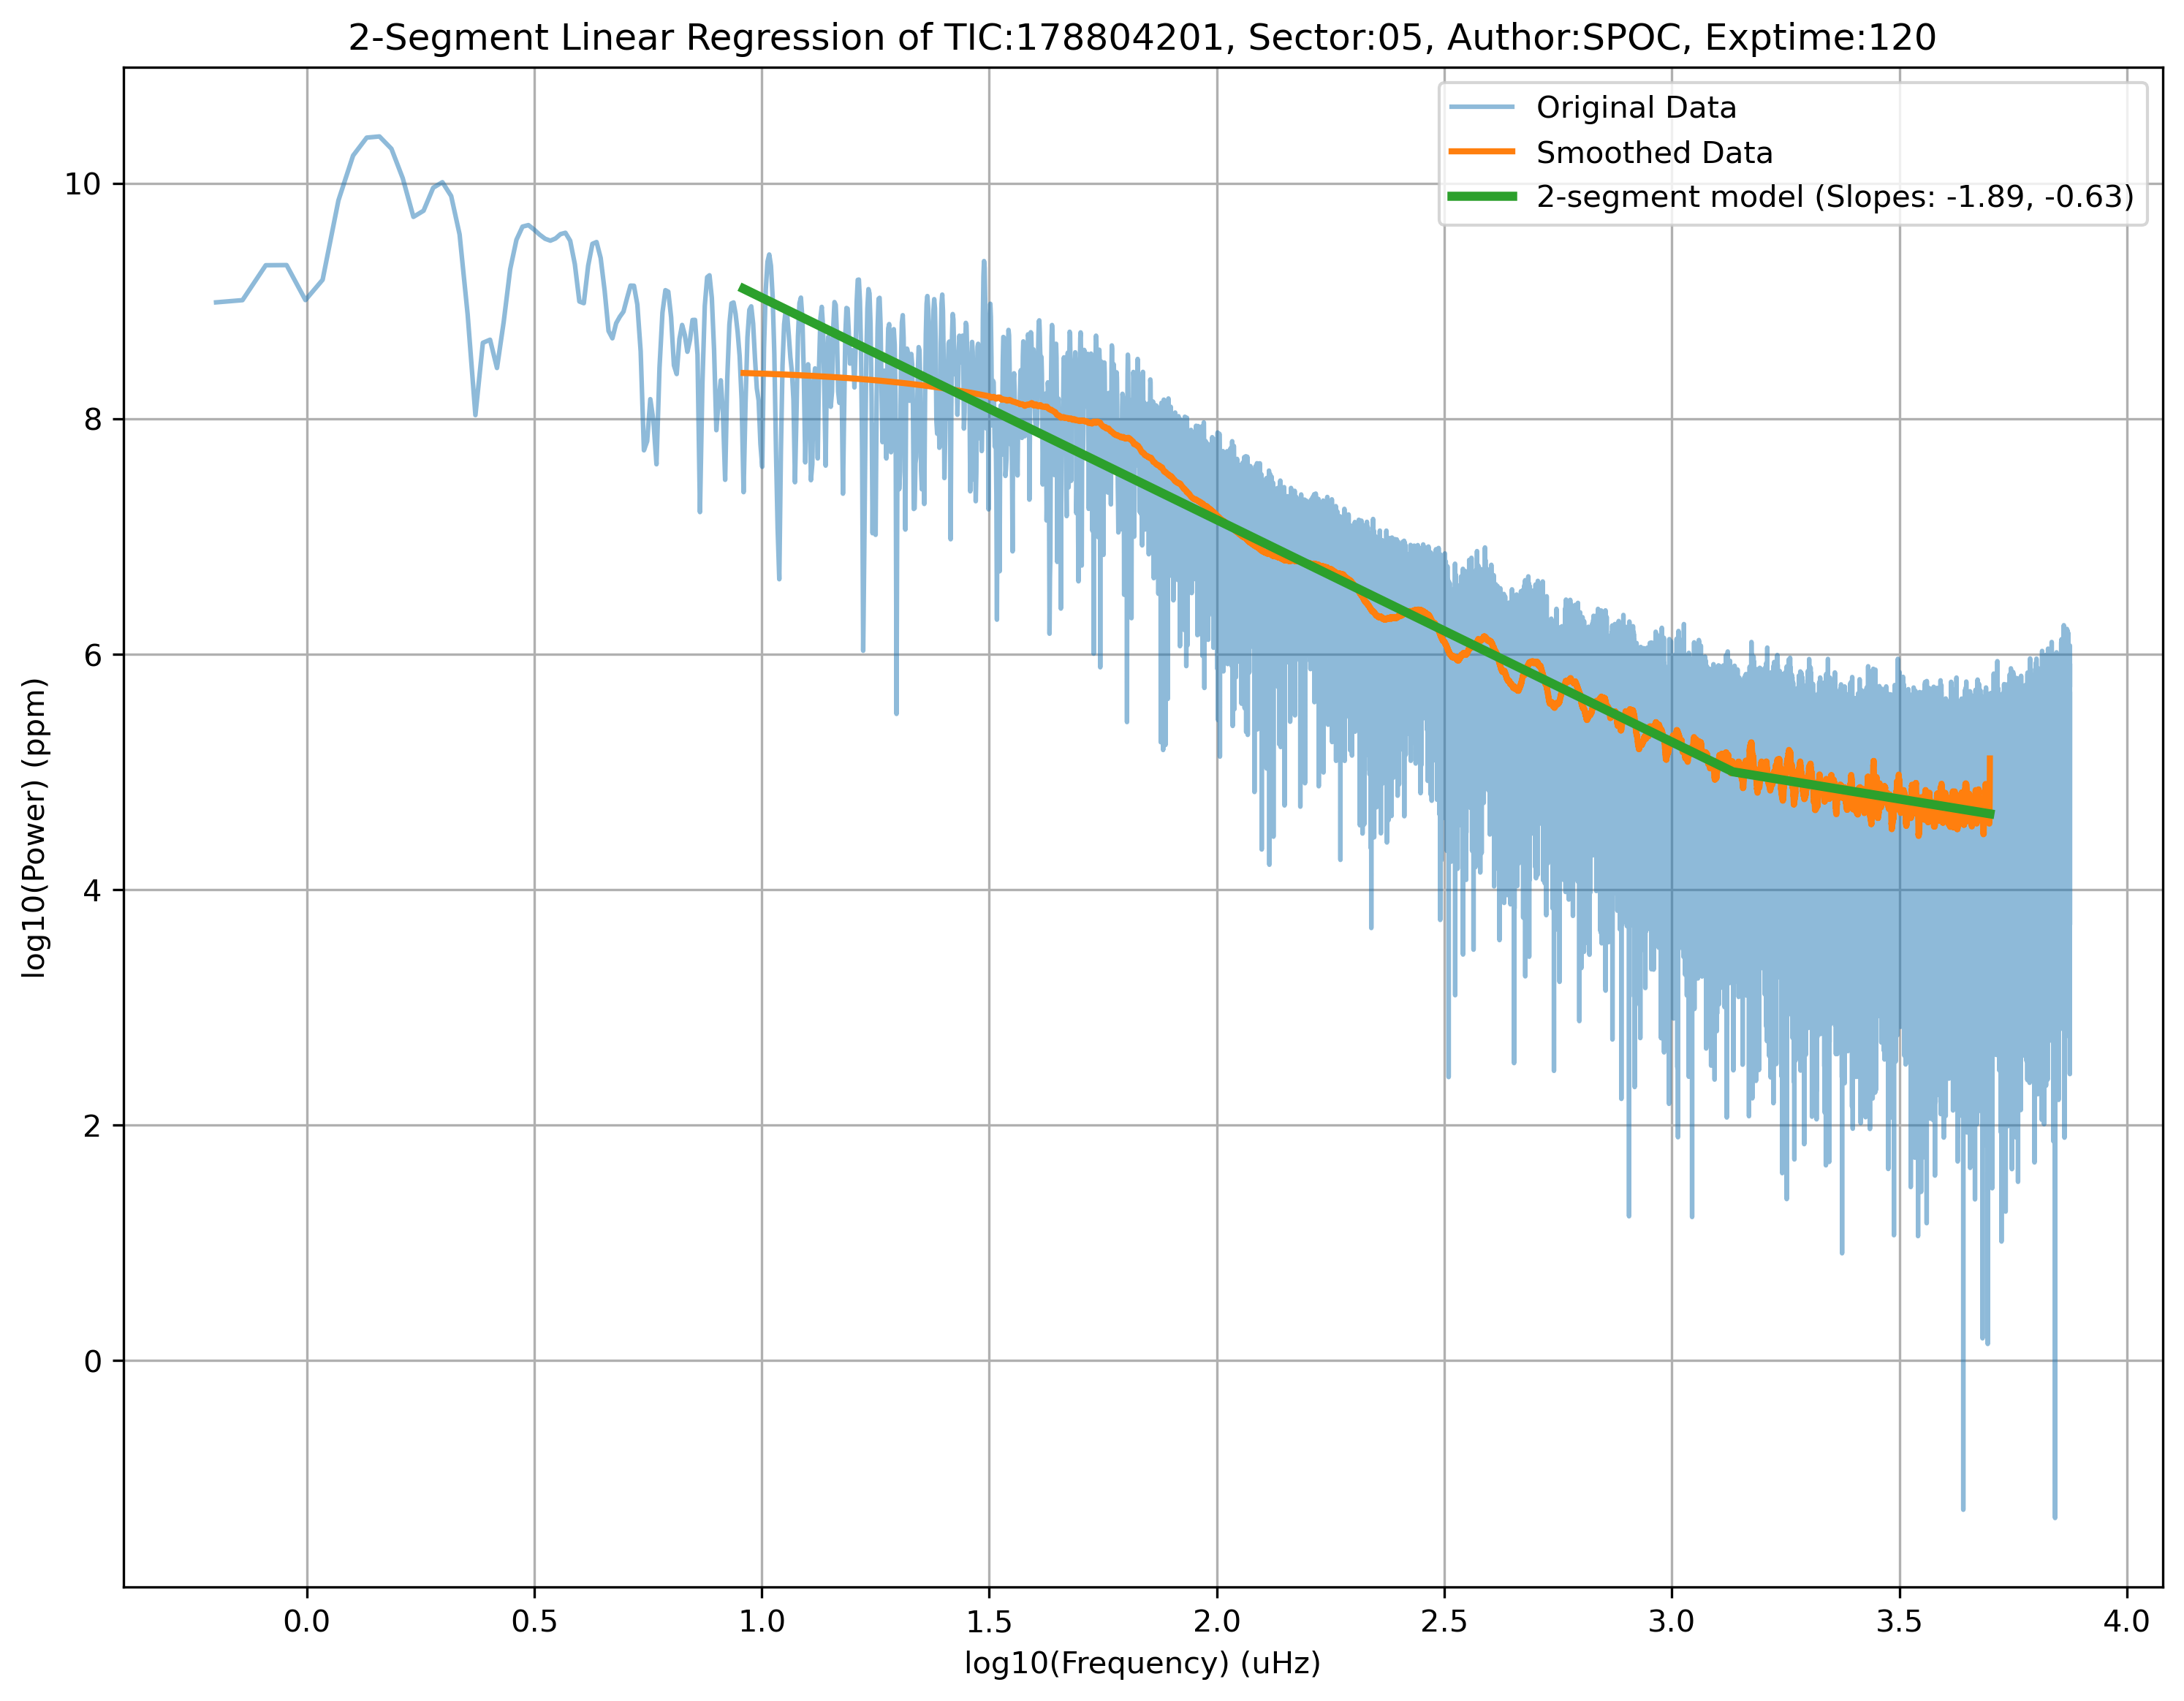 2-Segment Linear Regression of TIC:178804201, Sector:05, Author:SPOC, Exptime:120
Original Data
Smoothed Data
2-segment model (Slopes: -1.89, -0.63)
log10(Power) (ppm)
10
8
6
4
2
0
0.0 0.5 1.0 1.5 2.0 2.5 3.0 3.5 4.0
log10(Frequency) (uHz)